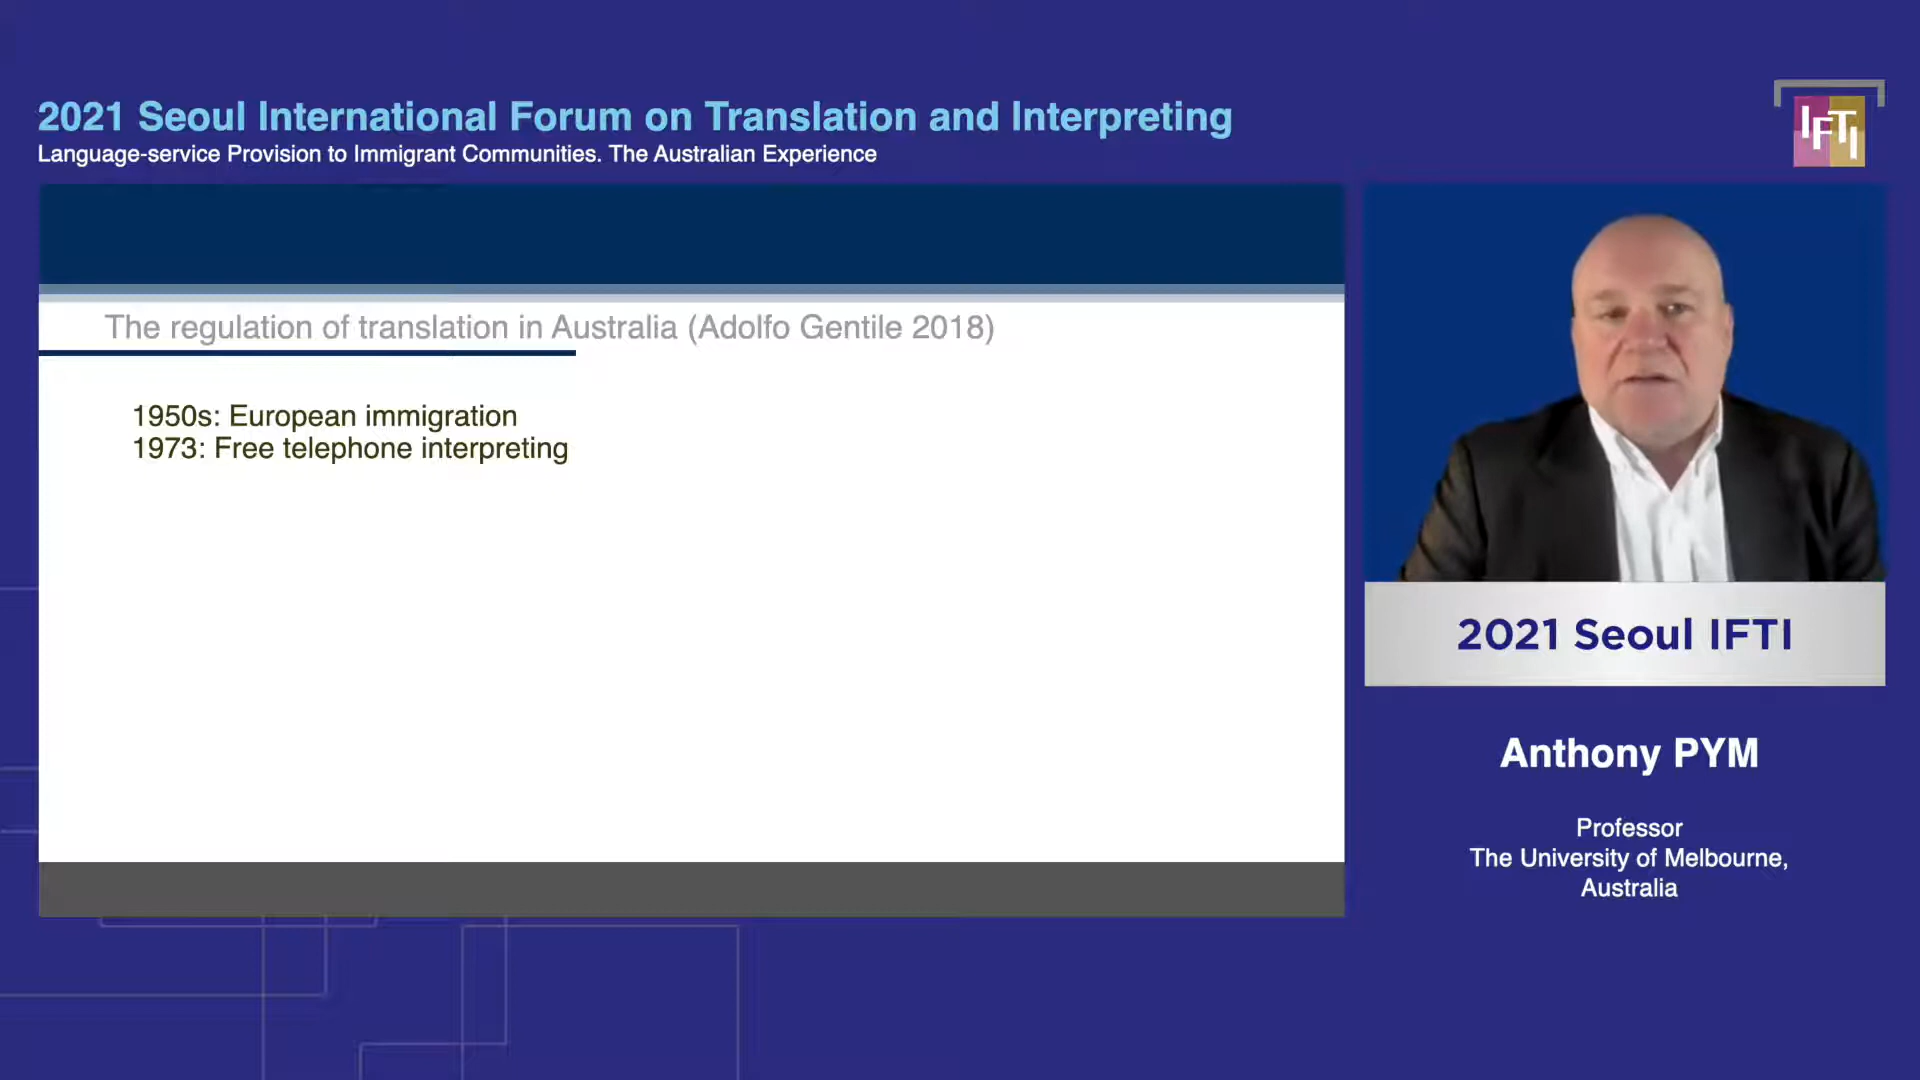 2021 Seoul International Forum on Translation and Interpreting
Language-service Provision to Immigrant Communities. The Australian Experience
IFTI
The regulation of translation in Australia (Adolfo Gentile 2018)
1950s: European immigration
1973: Free telephone interpreting
2021 Seoul IFTI
Anthony PYM
Professor
The University of Melbourne,
Australia